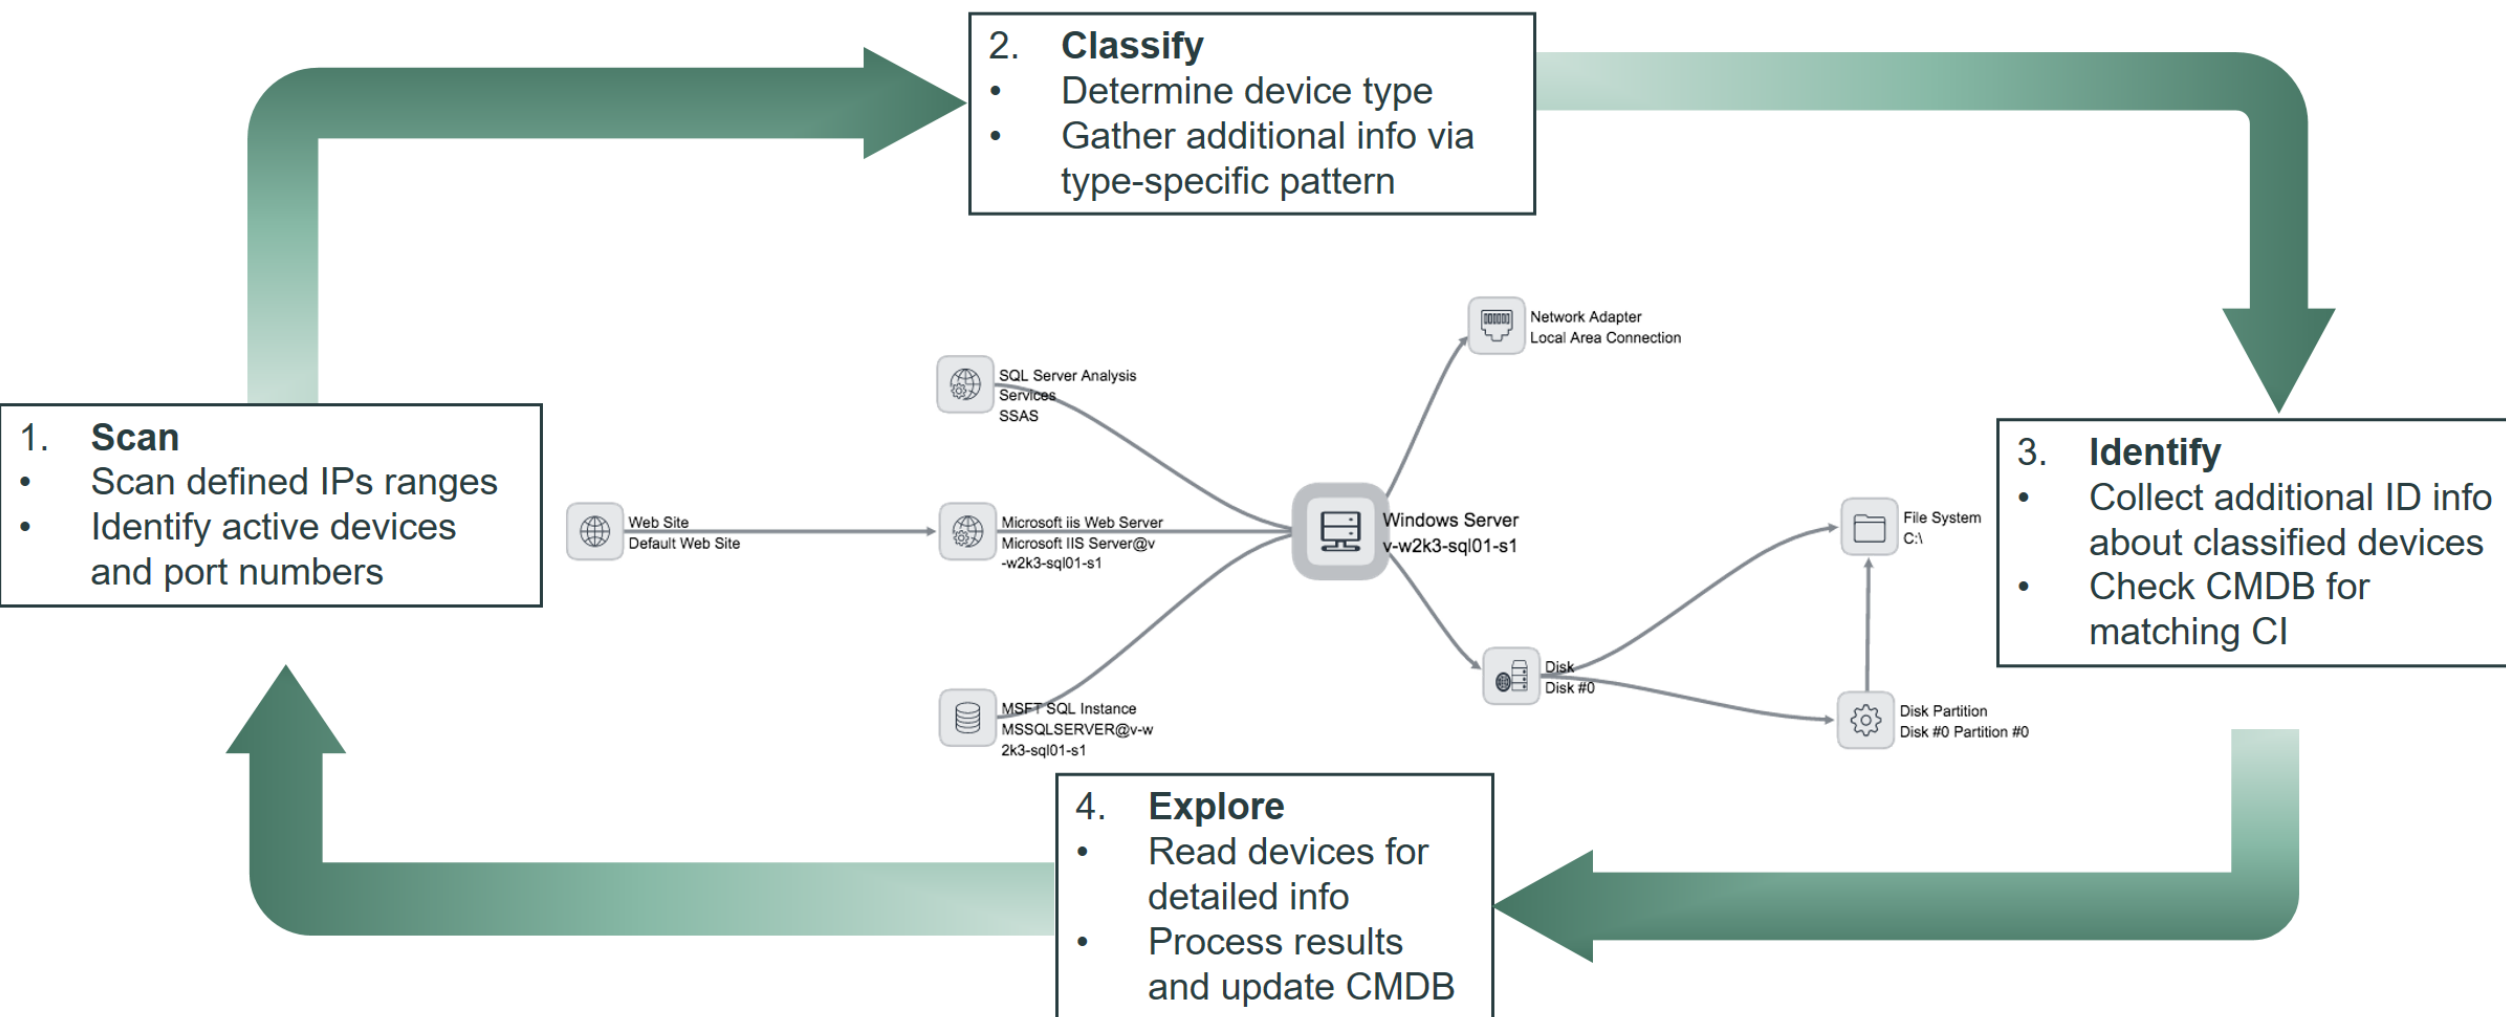 2. Classify
• Determine device type
• Gather additional info via
type-specific pattern
Network Adapter
Local Area Connection
SQL Server Analysis
Services
SSAS
1. Scan
• Scan defined IPs ranges
• Identify active devices
and port numbers
Web Site
Default Web Site
Microsoft iis Web Server
Microsoft IIS Server@v
-w2k3-sql01-s1
Windows Server
v-w2k3-sql01-s1
File System
C:\
3. Identify
• Collect additional ID info
about classified devices
• Check CMDB for
matching CI
Disk
Disk #0
MSFT SQL Instance
MSSQLSERVER@v-w
2k3-sql01-s1
Disk Partition
Disk #0 Partition #0
4. Explore
• Read devices for
detailed info
• Process results
and update CMDB